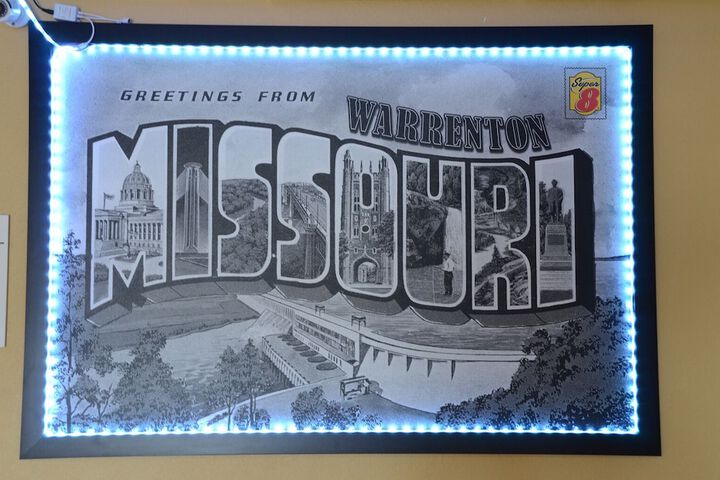 GREETINGS FROM
WARRENTON
MISSOURI
Super
8